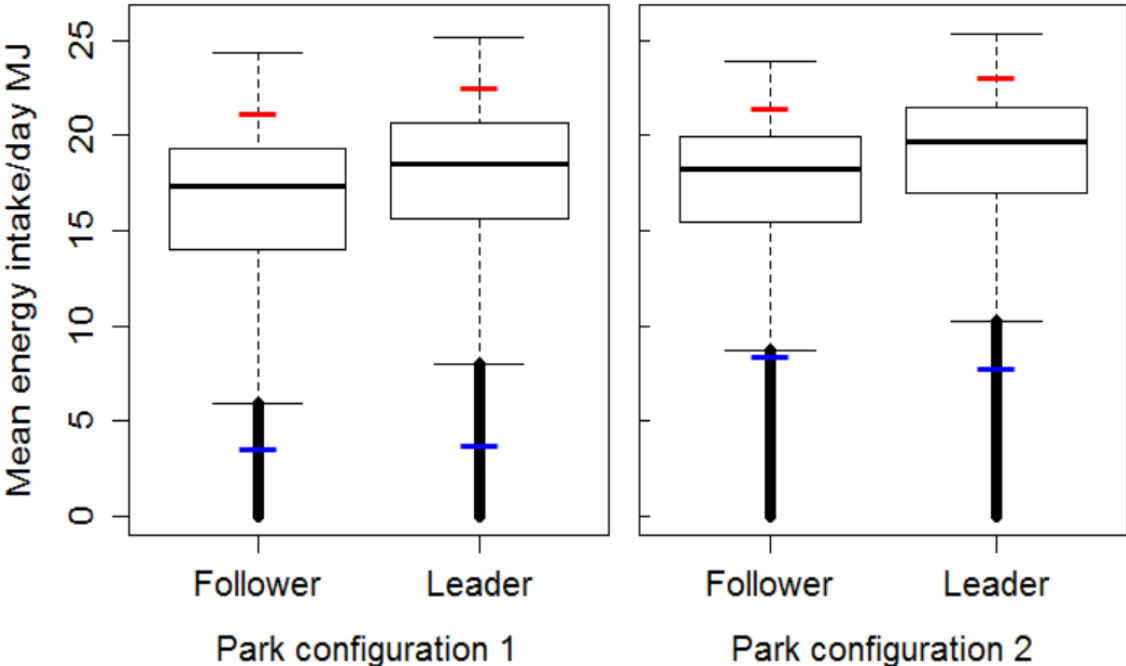 Mean energy intake/day MJ
25
20
15
10
5
0
Follower Leader Follower Leader
Park configuration 1 Park configuration 2